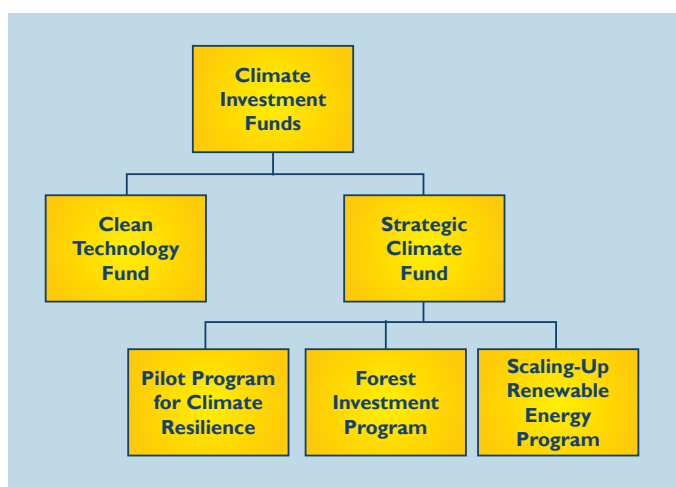 Climate
Investment
Funds
Clean
Technology
Fund
Strategic
Climate
Fund
Pilot Program
for Climate
Resilience
Forest
Investment
Program
Scaling-Up
Renewable
Energy
Program